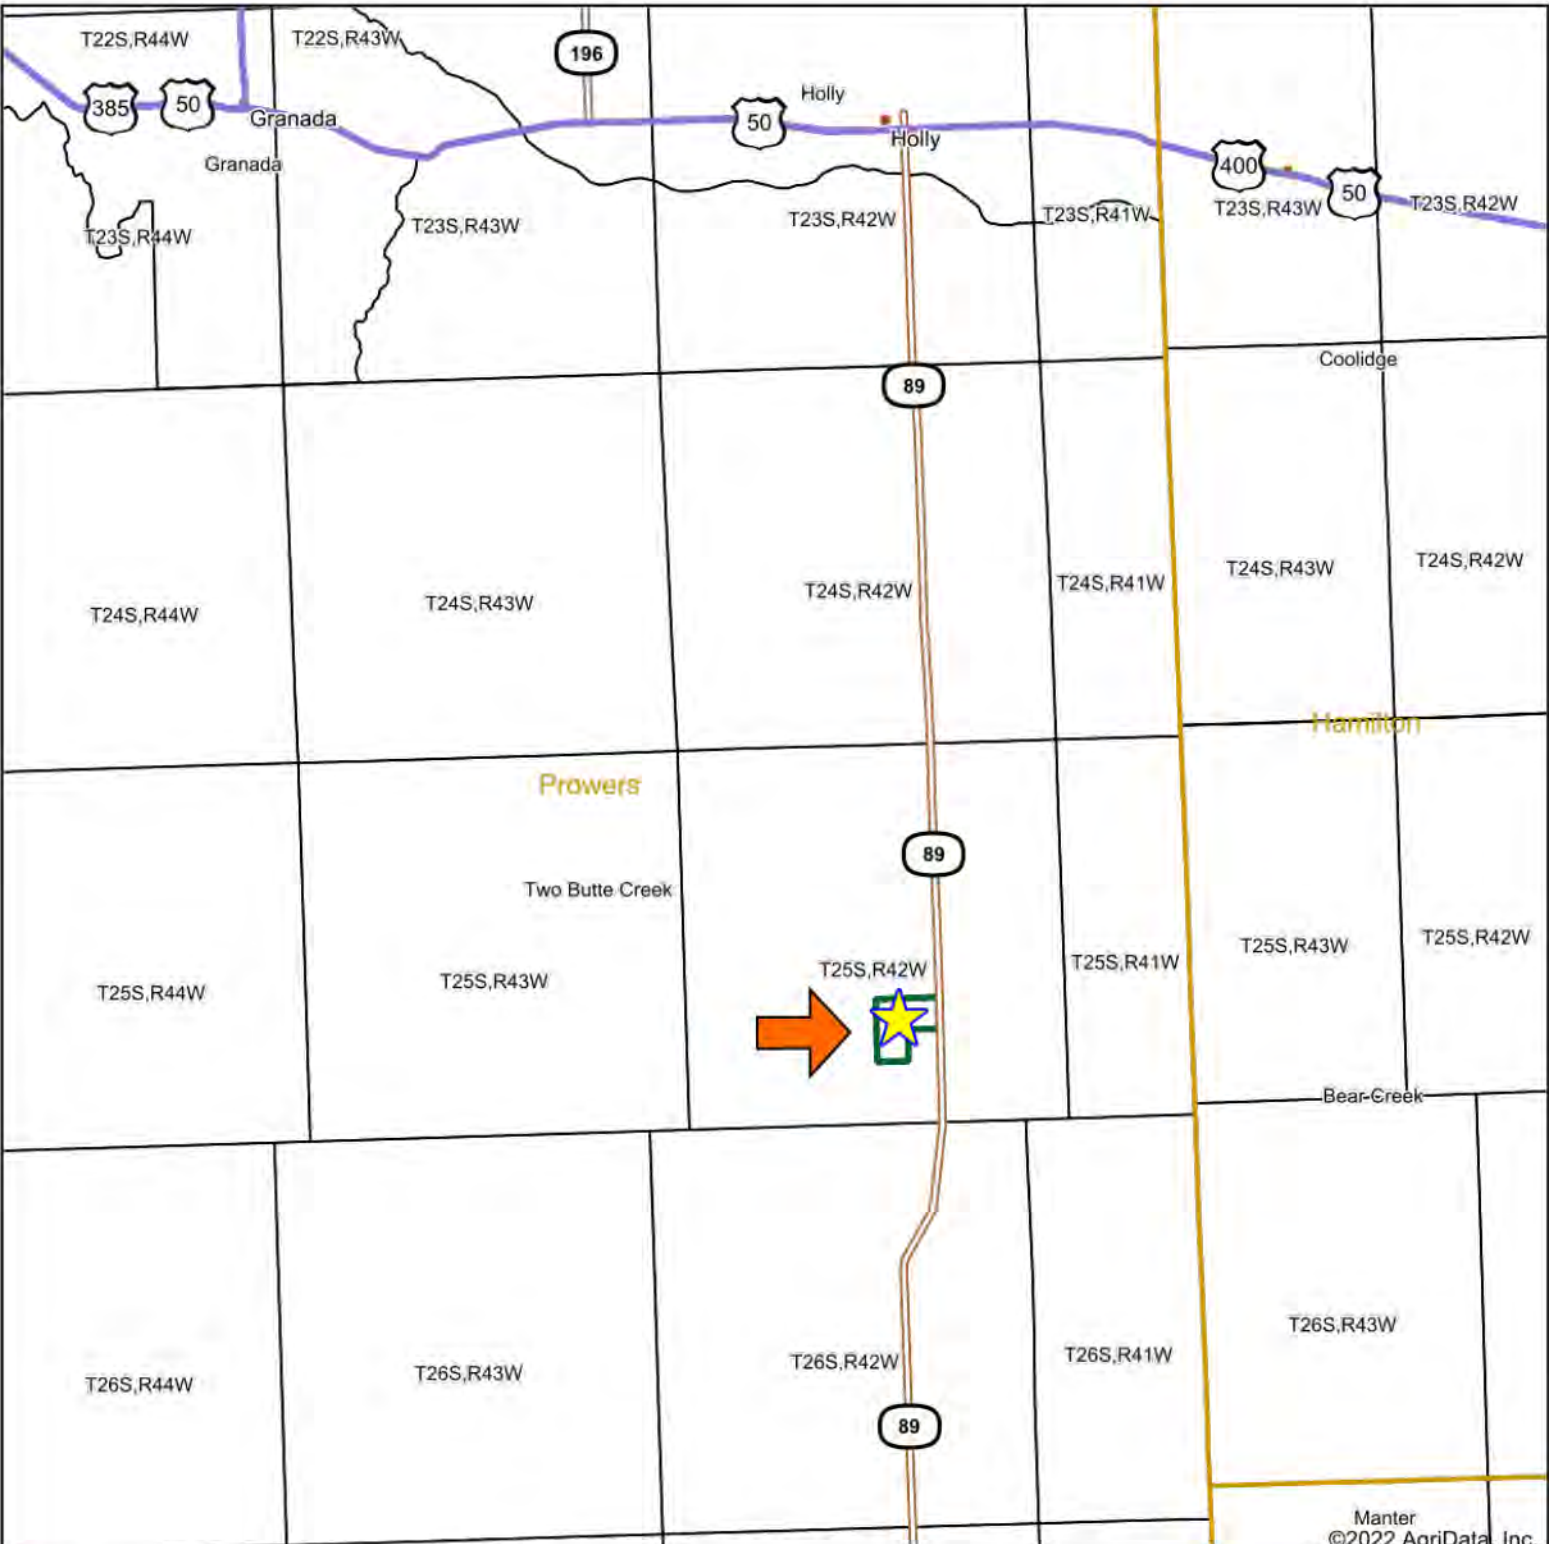 T22S,R44W
T22S,R43W
196
385
50
Granada
Granada
50
Holly
Holly
400
50
T23S,R44W
T23S,R43W
T23S,R42W
T23S,R41W
T23S,R43W
T23S,R42W
Coolidge
89
T24S,R44W
T24S,R43W
T24S,R42W
T24S,R41W
T24S,R43W
T24S,R42W
Hamilton
Prowers
89
Two Butte Creek
T25S,R44W
T25S,R43W
T25S,R42W
T25S,R41W
T25S,R43W
T25S,R42W
Bear Creek
T26S,R44W
T26S,R43W
T26S,R42W
T26S,R41W
T26S,R43W
89
Manter
©2022 AgriData, Inc.